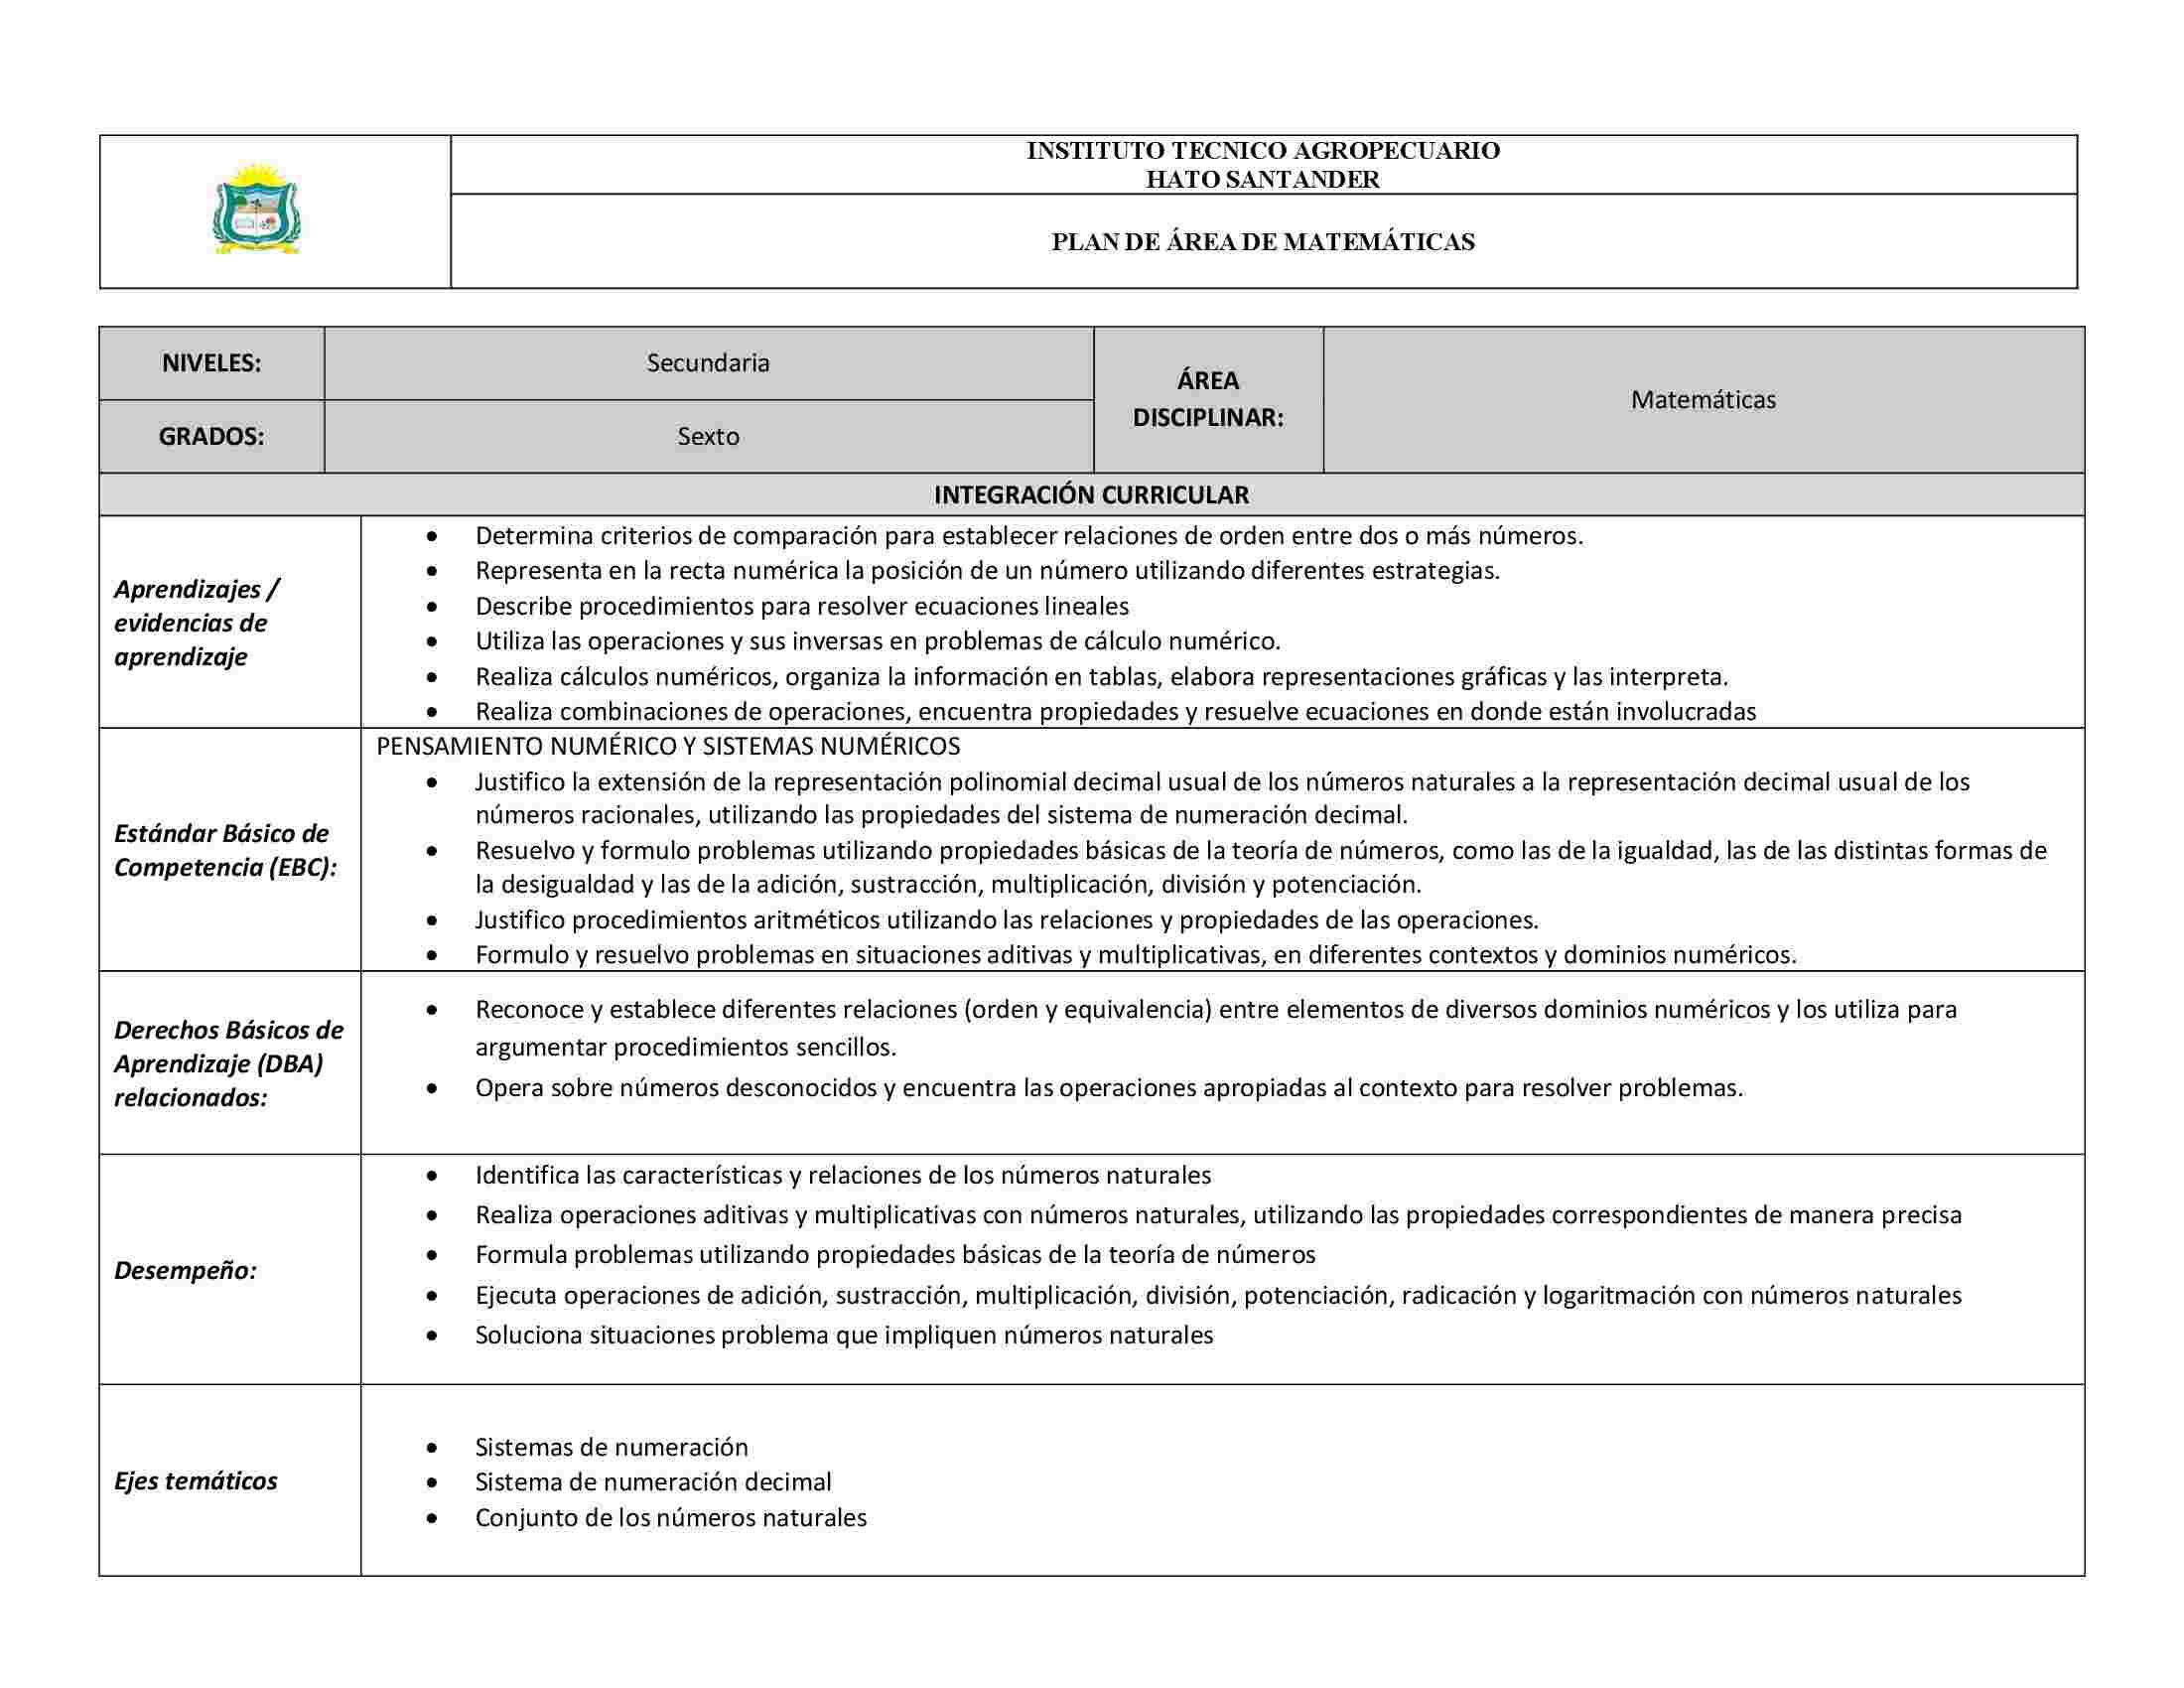 INSTITUTO TECNICO AGROPECUARIO
HATO SANTANDER
PLAN DE ÁREA DE MATEMÁTICAS
NIVELES:
Secundaria
ÁREA
DISCIPLINAR:
Matemáticas
GRADOS:
Sexto
INTEGRACIÓN CURRICULAR
Aprendizajes /
evidencias de
aprendizaje
• Determina criterios de comparación para establecer relaciones de orden entre dos o más números.
• Representa en la recta numérica la posición de un número utilizando diferentes estrategias.
• Describe procedimientos para resolver ecuaciones lineales
• Utiliza las operaciones y sus inversas en problemas de cálculo numérico.
• Realiza cálculos numéricos, organiza la información en tablas, elabora representaciones gráficas y las interpreta.
• Realiza combinaciones de operaciones, encuentra propiedades y resuelve ecuaciones en donde están involucradas
Estándar Básico de
Competencia (EBC):
PENSAMIENTO NUMÉRICO Y SISTEMAS NUMÉRICOS
• Justifico la extensión de la representación polinomial decimal usual de los números naturales a la representación decimal usual de los
números racionales, utilizando las propiedades del sistema de numeración decimal.
• Resuelvo y formulo problemas utilizando propiedades básicas de la teoría de números, como las de la igualdad, las de las distintas formas de
la desigualdad y las de la adición, sustracción, multiplicación, división y potenciación.
• Justifico procedimientos aritméticos utilizando las relaciones y propiedades de las operaciones.
• Formulo y resuelvo problemas en situaciones aditivas y multiplicativas, en diferentes contextos y dominios numéricos.
Derechos Básicos de
Aprendizaje (DBA)
relacionados:
• Reconoce y establece diferentes relaciones (orden y equivalencia) entre elementos de diversos dominios numéricos y los utiliza para
argumentar procedimientos sencillos.
• Opera sobre números desconocidos y encuentra las operaciones apropiadas al contexto para resolver problemas.
Desempeño:
• Identifica las características y relaciones de los números naturales
• Realiza operaciones aditivas y multiplicativas con números naturales, utilizando las propiedades correspondientes de manera precisa
• Formula problemas utilizando propiedades básicas de la teoría de números
• Ejecuta operaciones de adición, sustracción, multiplicación, división, potenciación, radicación y logaritmación con números naturales
• Soluciona situaciones problema que impliquen números naturales
Ejes temáticos
• Sistemas de numeración
• Sistema de numeración decimal
• Conjunto de los números naturales